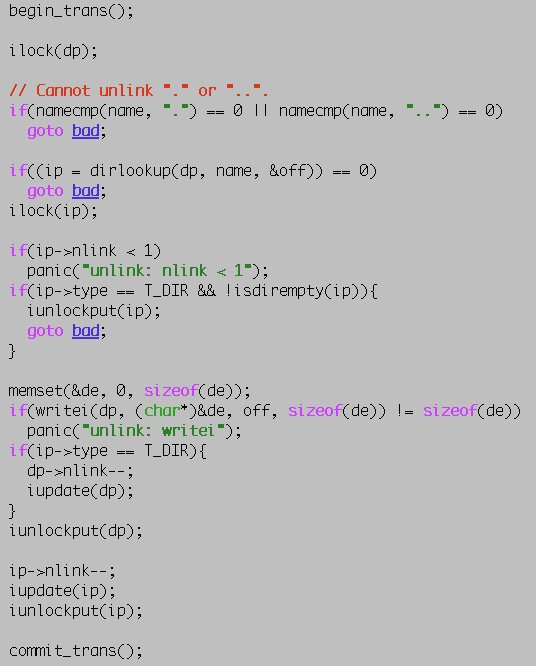 begin_trans();
ilock(dp);
// Cannot unlink "." or "..".
if(namecmp(name, ".") == 0 || namecmp(name, "..") == 0)
  goto bad;
if((ip = dirlookup(dp, name, &off)) == 0)
  goto bad;
ilock(ip);
if(ip->nlink < 1)
  panic("unlink: nlink < 1");
if(ip->type == T_DIR && !isdirempty(ip)){
  iunlockput(ip);
  goto bad;
}
memset(&de, 0, sizeof(de));
if(writei(dp, (char*)&de, off, sizeof(de)) != sizeof(de))
  panic("unlink: writei");
if(ip->type == T_DIR){
  dp->nlink--;
  iupdate(dp);
}
iunlockput(dp);
ip->nlink--;
iupdate(ip);
iunlockput(ip);
commit_trans();